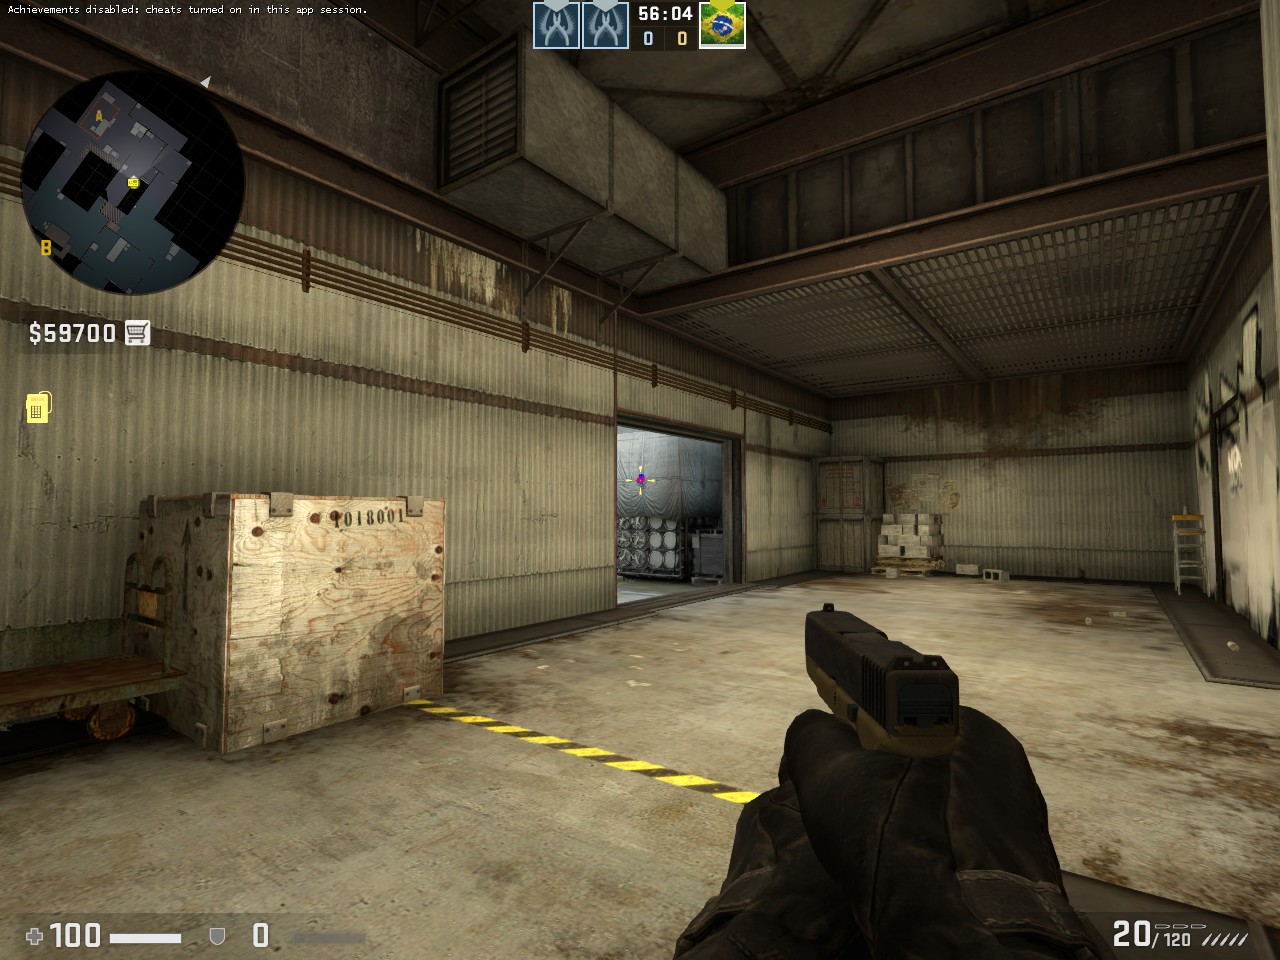 Achievements disabled: cheats turned on in this app session.
56:04
0 0
A
B
$59700
1018001
100
0
20/120